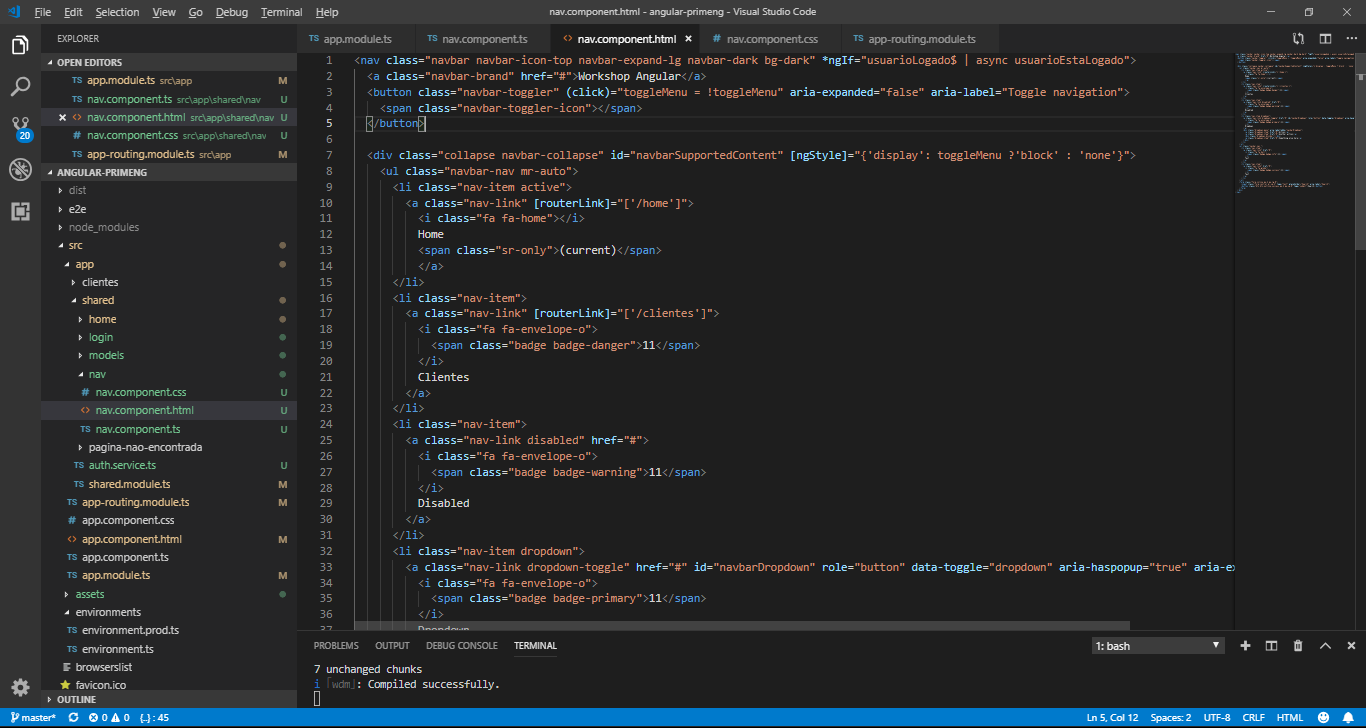 File Edit Selection View Go Debug Terminal Help
nav.component.html - angular-primeng - Visual Studio Code
EXPLORER
OPEN EDITORS
TS app.module.ts src\app M
TS nav.component.ts src\app\shared\nav U
× <> nav.component.html src\app\shared\nav U
# nav.component.css src\app\shared\nav U
TS app-routing.module.ts src\app M
ANGULAR-PRIMENG
dist
e2e
node_modules
src
app
clientes
shared
home
login
models
nav
# nav.component.css U
<> nav.component.html U
TS nav.component.ts U
pagina-nao-encontrada
TS auth.service.ts U
TS shared.module.ts M
TS app-routing.module.ts M
# app.component.css
<> app.component.html M
TS app.component.ts
TS app.module.ts M
assets
environments
TS environment.prod.ts
TS environment.ts
browserslist
favicon.ico
OUTLINE
20
TS app.module.ts TS nav.component.ts <> nav.component.html × # nav.component.css TS app-routing.module.ts
1 <nav class="navbar navbar-icon-top navbar-expand-lg navbar-dark bg-dark" *ngIf="usuarioLogado$ | async usuarioEstaLogado">
2 <a class="navbar-brand" href="#">Workshop Angular</a>
3 <button class="navbar-toggler" (click)="toggleMenu = !toggleMenu" aria-expanded="false" aria-label="Toggle navigation">
4 <span class="navbar-toggler-icon"></span>
5 </button>
6
7 <div class="collapse navbar-collapse" id="navbarSupportedContent" [ngStyle]="{'display': toggleMenu ?'block' : 'none'}">
8 <ul class="navbar-nav mr-auto">
9 <li class="nav-item active">
10 <a class="nav-link" [routerLink]="['/home']">
11 <i class="fa fa-home"></i>
12 Home
13 <span class="sr-only">(current)</span>
14 </a>
15 </li>
16 <li class="nav-item">
17 <a class="nav-link" [routerLink]="['/clientes']">
18 <i class="fa fa-envelope-o">
19 <span class="badge badge-danger">11</span>
20 </i>
21 Clientes
22 </a>
23 </li>
24 <li class="nav-item">
25 <a class="nav-link disabled" href="#">
26 <i class="fa fa-envelope-o">
27 <span class="badge badge-warning">11</span>
28 </i>
29 Disabled
30 </a>
31 </li>
32 <li class="nav-item dropdown">
33 <a class="nav-link dropdown-toggle" href="#" id="navbarDropdown" role="button" data-toggle="dropdown" aria-haspopup="true" aria-ex
34 <i class="fa fa-envelope-o">
35 <span class="badge badge-primary">11</span>
36 </i>
37 Dropdown
PROBLEMS OUTPUT DEBUG CONSOLE TERMINAL
1: bash
7 unchanged chunks
i ｢wdm｣: Compiled successfully.
master* 0 0 {..} : 45
Ln 5, Col 12 Spaces: 2 UTF-8 CRLF HTML